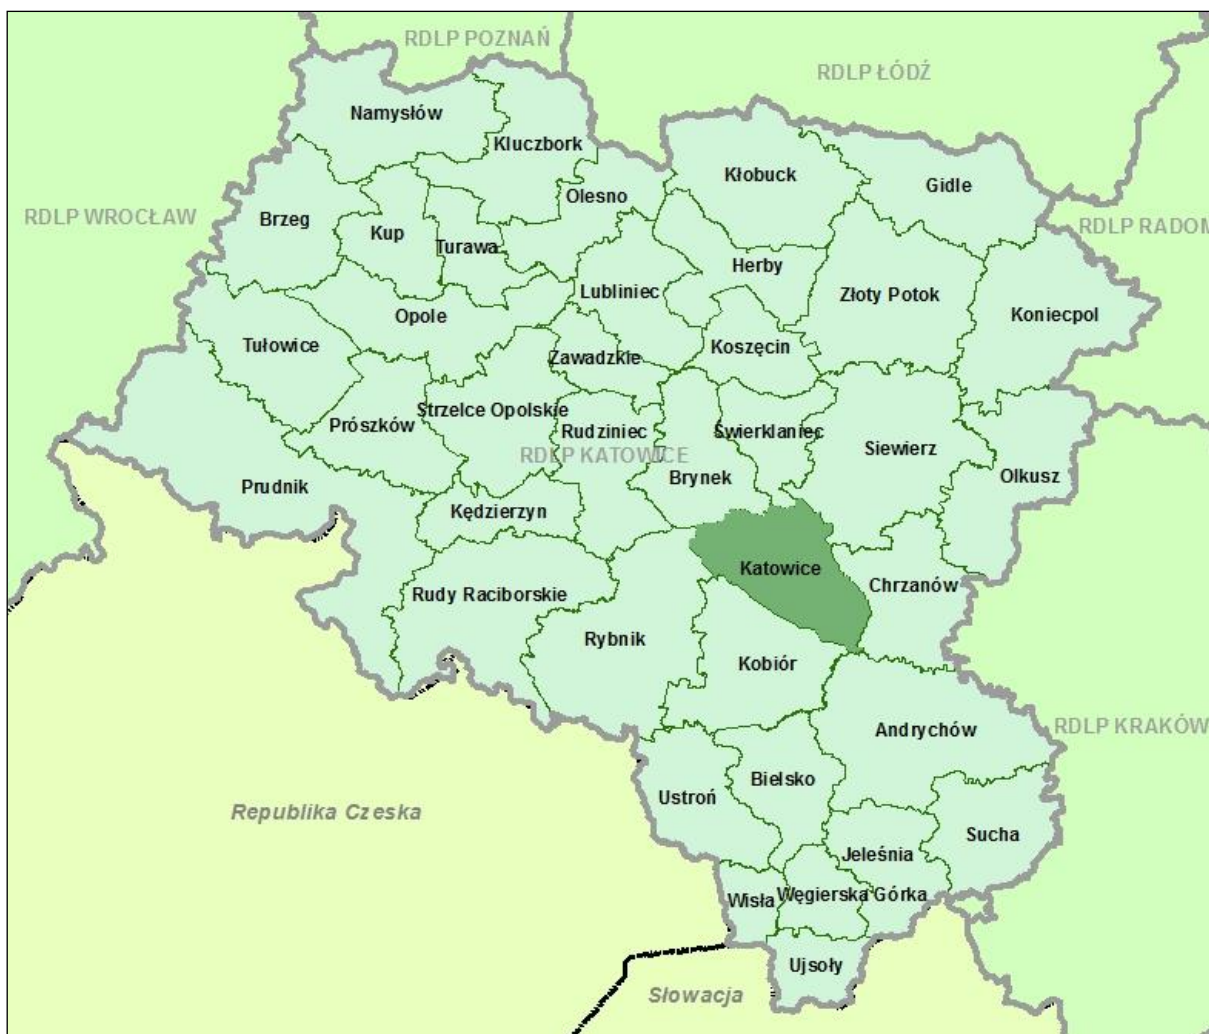 RDLP POZNAŃ
RDLP ŁÓDŹ
Namysłów
Kluczbork
Kłobuck
Gidle
Olesno
RDLP WROCŁAW
Brzeg
Kup
Turawa
RDLP RADOM
Herby
Lubliniec
Złoty Potok
Opole
Koniecpol
Tułowice
Koszęcin
Zawadzkie
Strzelce Opolskie
Prószków
Rudziniec
Świerklaniec
Siewierz
RDLP KATOWICE
Brynek
Olkusz
Prudnik
Kędzierzyn
Katowice
Chrzanów
Rudy Raciborskie
Rybnik
Kobiór
Andrychów
RDLP KRAKÓW
Bielsko
Ustroń
Republika Czeska
Sucha
Jeleśnia
Wisła
Węgierska Górka
Ujsoły
Słowacja